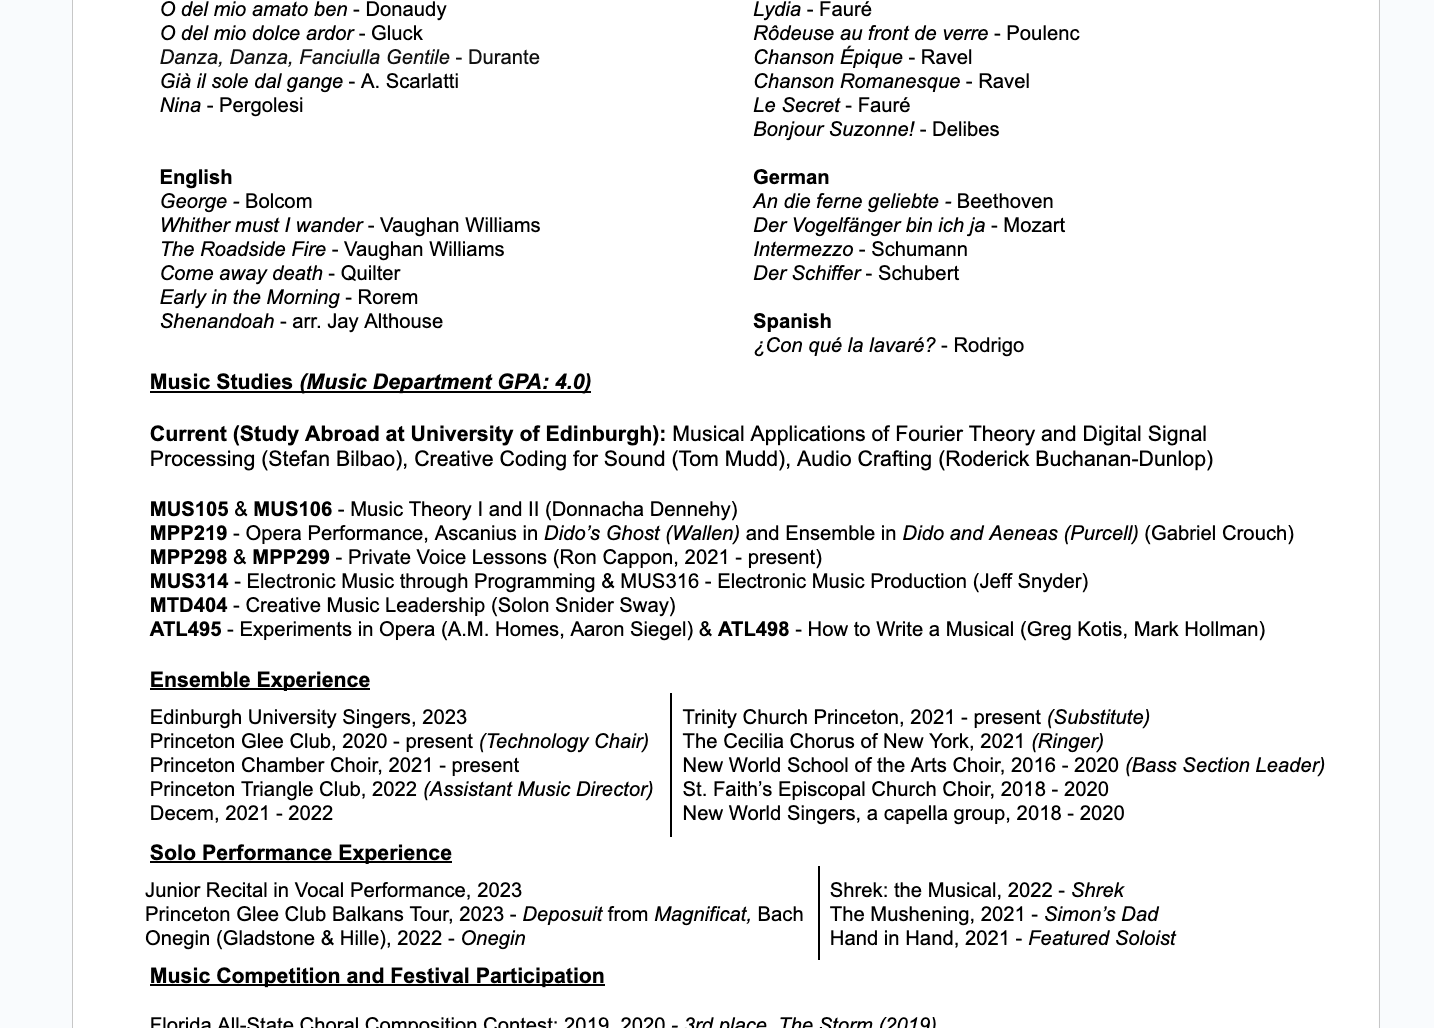 O del mio amato ben - Donaudy
O del mio dolce ardor - Gluck
Danza, Danza, Fanciulla Gentile - Durante
Già il sole dal gange - A. Scarlatti
Nina - Pergolesi
Lydia - Fauré
Rôdeuse au front de verre - Poulenc
Chanson Épique - Ravel
Chanson Romanesque - Ravel
Le Secret - Fauré
Bonjour Suzonne! - Delibes
English
George - Bolcom
Whither must I wander - Vaughan Williams
The Roadside Fire - Vaughan Williams
Come away death - Quilter
Early in the Morning - Rorem
Shenandoah - arr. Jay Althouse
German
An die ferne geliebte - Beethoven
Der Vogelfänger bin ich ja - Mozart
Intermezzo - Schumann
Der Schiffer - Schubert
Spanish
¿Con qué la lavaré? - Rodrigo
Music Studies (Music Department GPA: 4.0)
Current (Study Abroad at University of Edinburgh): Musical Applications of Fourier Theory and Digital Signal
Processing (Stefan Bilbao), Creative Coding for Sound (Tom Mudd), Audio Crafting (Roderick Buchanan-Dunlop)
MUS105 & MUS106 - Music Theory I and II (Donnacha Dennehy)
MPP219 - Opera Performance, Ascanius in Dido’s Ghost (Wallen) and Ensemble in Dido and Aeneas (Purcell) (Gabriel Crouch)
MPP298 & MPP299 - Private Voice Lessons (Ron Cappon, 2021 - present)
MUS314 - Electronic Music through Programming & MUS316 - Electronic Music Production (Jeff Snyder)
MTD404 - Creative Music Leadership (Solon Snider Sway)
ATL495 - Experiments in Opera (A.M. Homes, Aaron Siegel) & ATL498 - How to Write a Musical (Greg Kotis, Mark Hollman)
Ensemble Experience
Edinburgh University Singers, 2023
Princeton Glee Club, 2020 - present (Technology Chair)
Princeton Chamber Choir, 2021 - present
Princeton Triangle Club, 2022 (Assistant Music Director)
Decem, 2021 - 2022
Trinity Church Princeton, 2021 - present (Substitute)
The Cecilia Chorus of New York, 2021 (Ringer)
New World School of the Arts Choir, 2016 - 2020 (Bass Section Leader)
St. Faith’s Episcopal Church Choir, 2018 - 2020
New World Singers, a capella group, 2018 - 2020
Solo Performance Experience
Junior Recital in Vocal Performance, 2023
Princeton Glee Club Balkans Tour, 2023 - Deposuit from Magnificat, Bach
Onegin (Gladstone & Hille), 2022 - Onegin
Shrek: the Musical, 2022 - Shrek
The Mushening, 2021 - Simon’s Dad
Hand in Hand, 2021 - Featured Soloist
Music Competition and Festival Participation
Florida All-State Choral Composition Contest: 2019, 2020 - 3rd place, The Storm (2019)